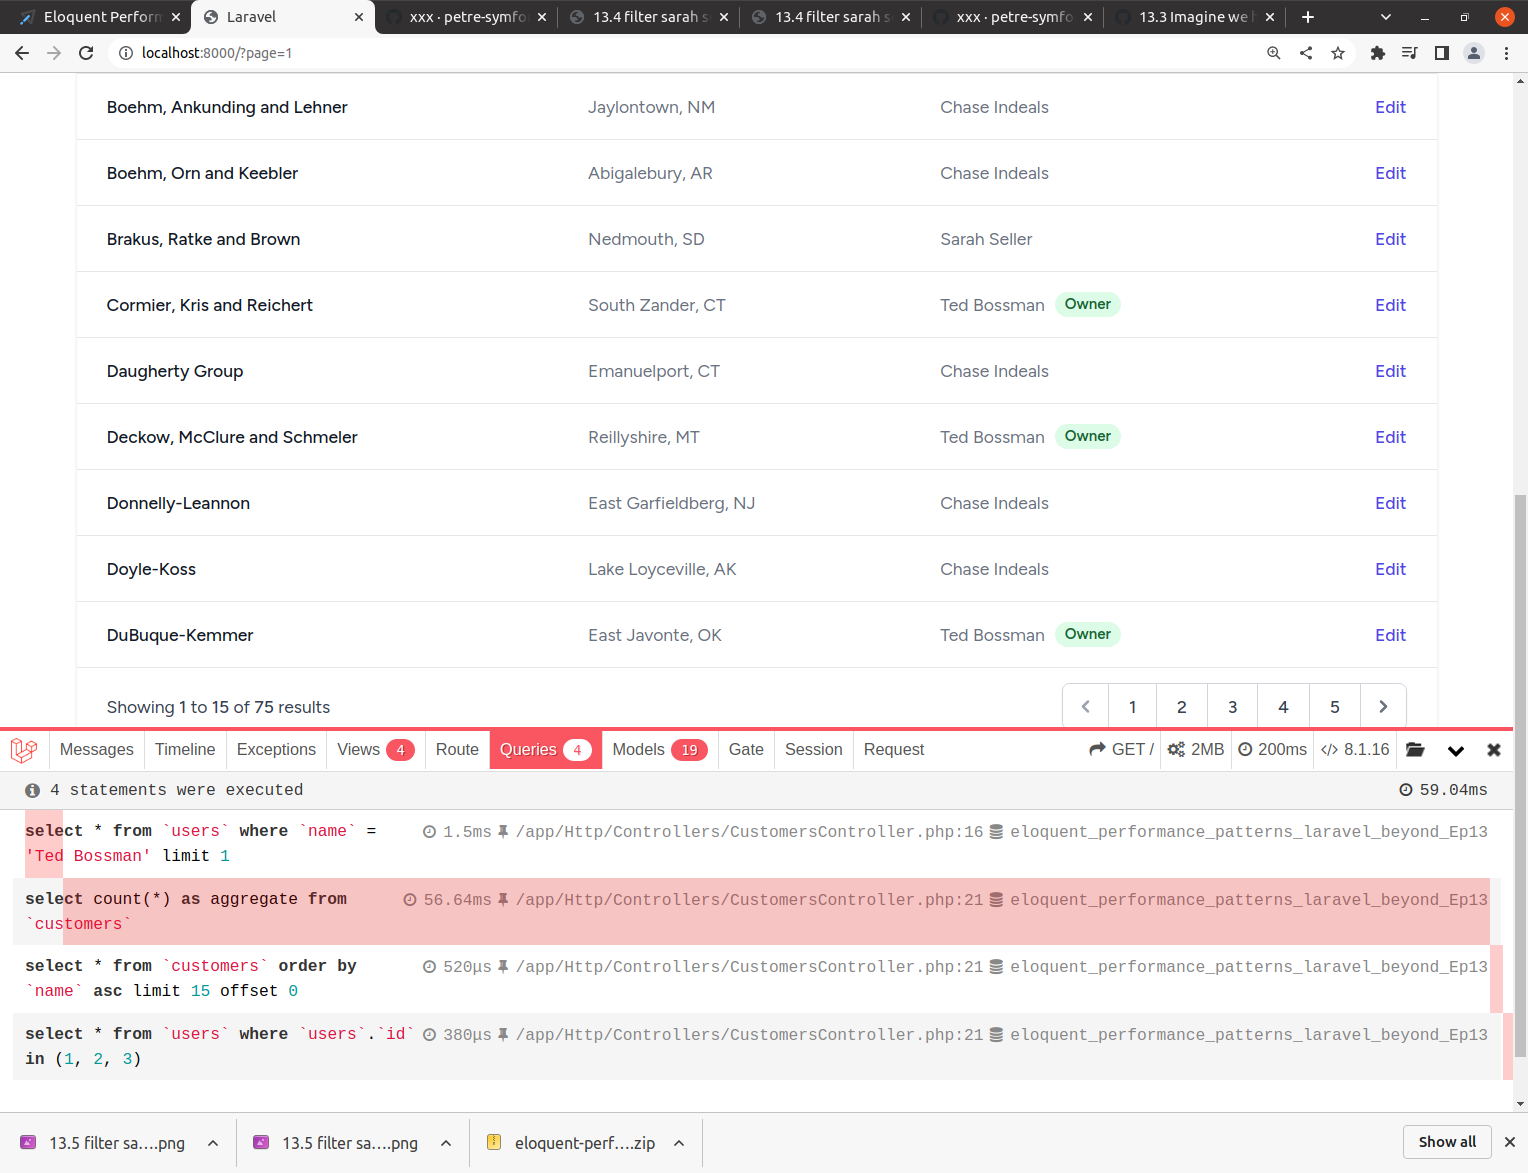 Eloquent Perform
Laravel
xxx · petre-symfo
13.4 filter sarah s
13.4 filter sarah s
xxx · petre-symfo
13.3 Imagine we h
localhost:8000/?page=1
Boehm, Ankunding and Lehner Jaylontown, NM Chase Indeals Edit
Boehm, Orn and Keebler Abigalebury, AR Chase Indeals Edit
Brakus, Ratke and Brown Nedmouth, SD Sarah Seller Edit
Cormier, Kris and Reichert South Zander, CT Ted Bossman Owner Edit
Daugherty Group Emanuelport, CT Chase Indeals Edit
Deckow, McClure and Schmeler Reillyshire, MT Ted Bossman Owner Edit
Donnelly-Leannon East Garfieldberg, NJ Chase Indeals Edit
Doyle-Koss Lake Loyceville, AK Chase Indeals Edit
DuBuque-Kemmer East Javonte, OK Ted Bossman Owner Edit
Showing 1 to 15 of 75 results 1 2 3 4 5
Messages Timeline Exceptions Views 4 Route Queries 4 Models 19 Gate Session Request GET / 2MB 200ms 8.1.16
4 statements were executed 59.04ms
select * from `users` where `name` = 1.5ms /app/Http/Controllers/CustomersController.php:16 eloquent_performance_patterns_laravel_beyond_Ep13
'Ted Bossman' limit 1
select count(*) as aggregate from 56.64ms /app/Http/Controllers/CustomersController.php:21 eloquent_performance_patterns_laravel_beyond_Ep13
`customers`
select * from `customers` order by 520μs /app/Http/Controllers/CustomersController.php:21 eloquent_performance_patterns_laravel_beyond_Ep13
`name` asc limit 15 offset 0
select * from `users` where `users`.`id` 380μs /app/Http/Controllers/CustomersController.php:21 eloquent_performance_patterns_laravel_beyond_Ep13
in (1, 2, 3)
13.5 filter sa....png 13.5 filter sa....png eloquent-perf....zip Show all